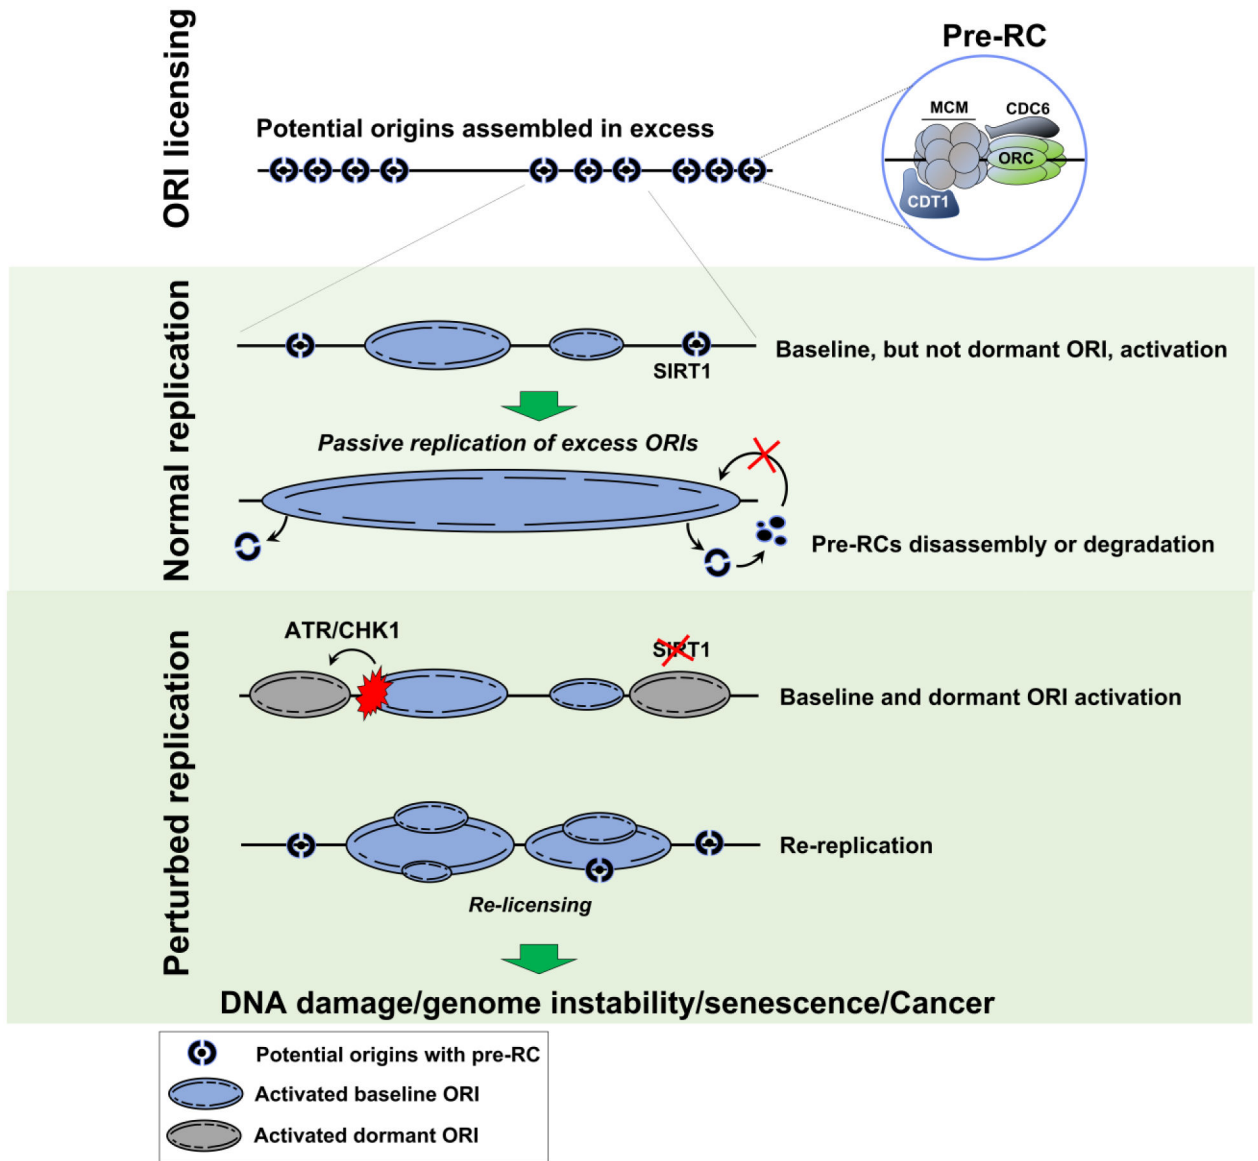 ORI licensing
Pre-RC
Potential origins assembled in excess
MCM
CDC6
ORC
CDT1
Normal replication
SIRT1
Baseline, but not dormant ORI, activation
Passive replication of excess ORIs
Pre-RCs disassembly or degradation
Perturbed replication
ATR/CHK1
SIRT1
Baseline and dormant ORI activation
Re-replication
Re-licensing
DNA damage/genome instability/senescence/Cancer
Potential origins with pre-RC
Activated baseline ORI
Activated dormant ORI